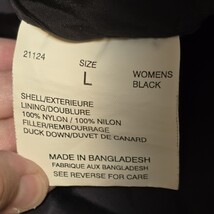 21124
SIZE
L
WOMENS
BLACK
SHELL/EXTERIEURE
LINING/DOUBLURE
100% NYLON / 100% NILON
FILLER/REMBOURRAGE
DUCK DOWN/DUVET DE CANARD
MADE IN BANGLADESH
FABRIQUE AUX BANGLADESH
SEE REVERSE FOR CARE